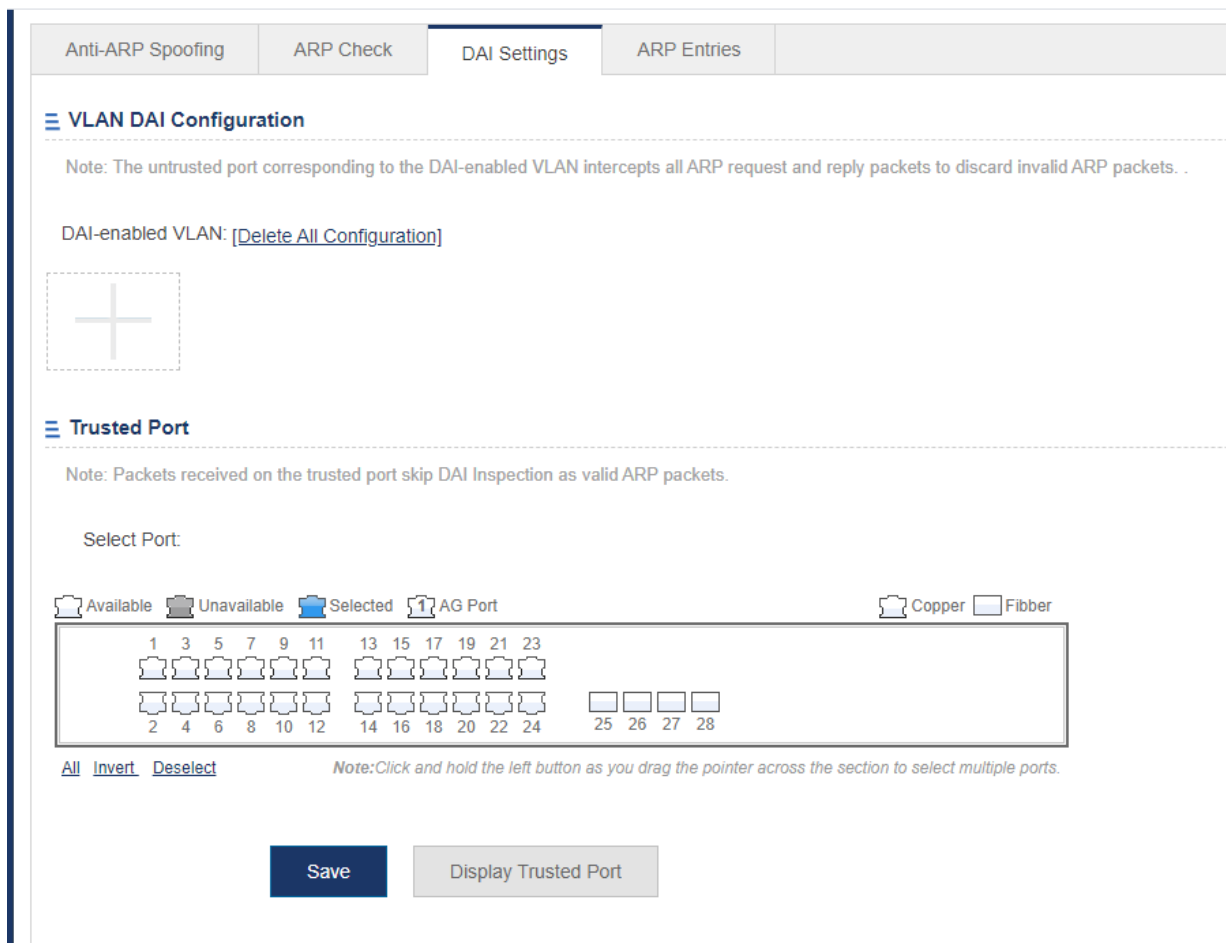 Anti-ARP Spoofing ARP Check DAI Settings ARP Entries
VLAN DAI Configuration
Note: The untrusted port corresponding to the DAI-enabled VLAN intercepts all ARP request and reply packets to discard invalid ARP packets. .
DAI-enabled VLAN: [Delete All Configuration]
Trusted Port
Note: Packets received on the trusted port skip DAI Inspection as valid ARP packets.
Select Port:
Available Unavailable Selected 1 AG Port Copper Fibber
1 3 5 7 9 11 13 15 17 19 21 23
2 4 6 8 10 12 14 16 18 20 22 24 25 26 27 28
All Invert Deselect Note:Click and hold the left button as you drag the pointer across the section to select multiple ports.
Save Display Trusted Port